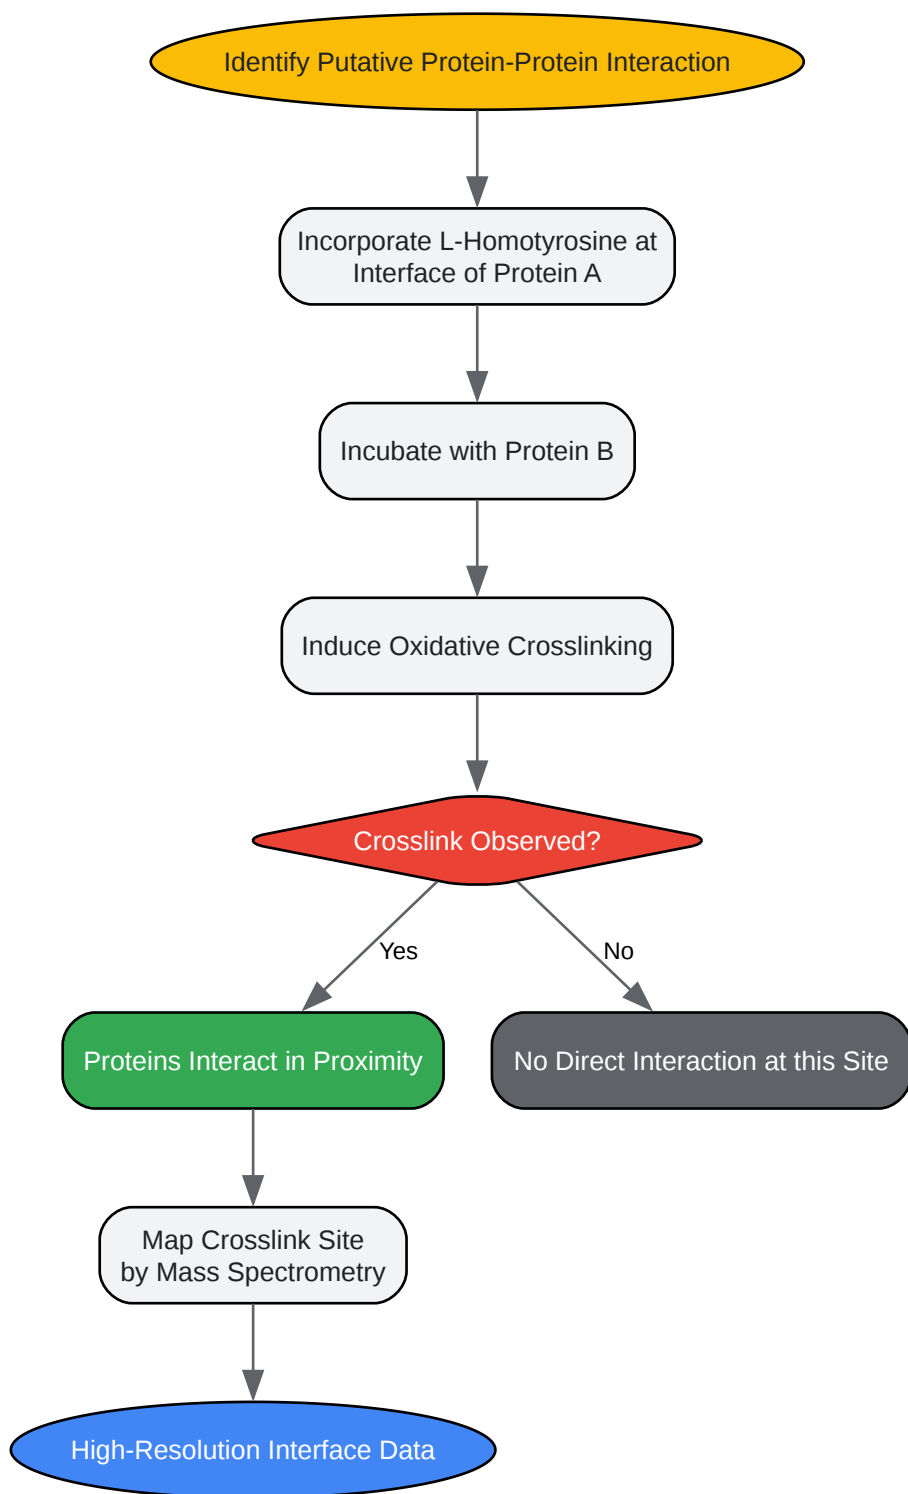 Identify Putative Protein-Protein Interaction
Incorporate L-Homotyrosine at
Interface of Protein A
Incubate with Protein B
Induce Oxidative Crosslinking
Crosslink Observed?
Yes
No
Proteins Interact in Proximity
No Direct Interaction at this Site
Map Crosslink Site
by Mass Spectrometry
High-Resolution Interface Data